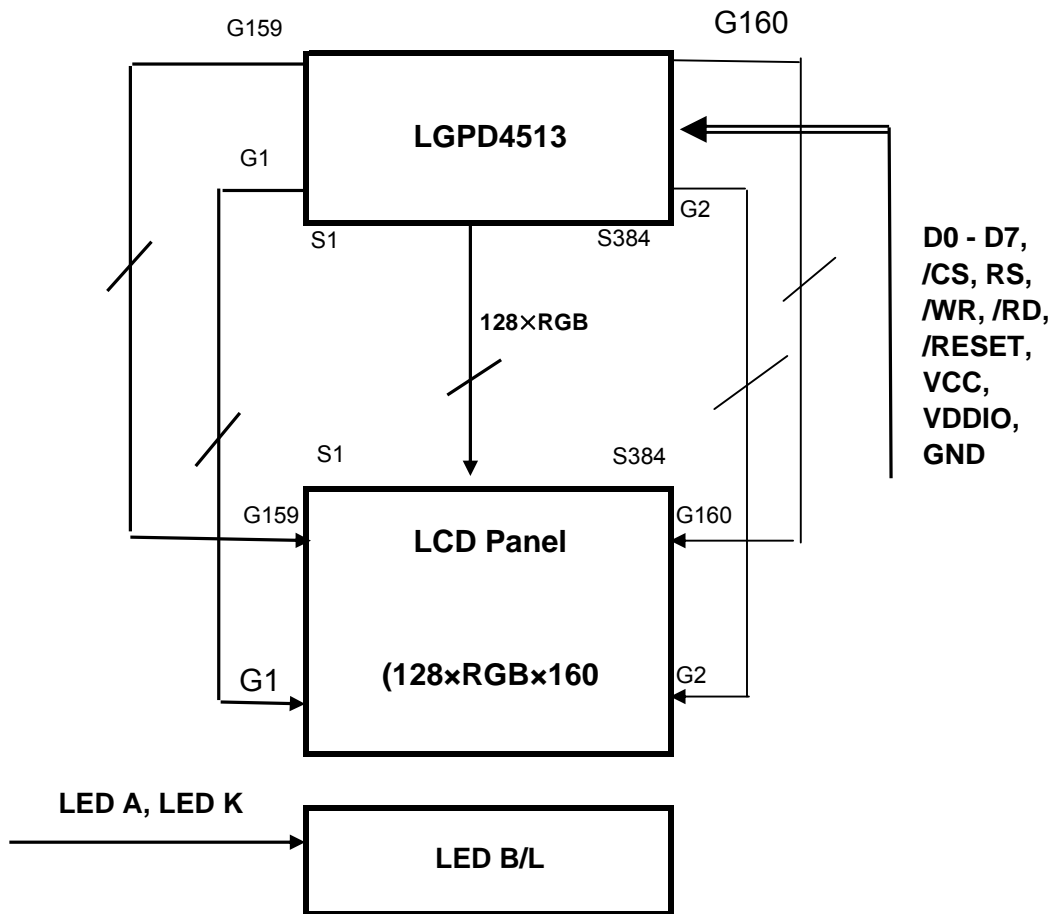 G159
G160
LGPD4513
G1
G2
S1
S384
D0 - D7,
/CS, RS,
/WR, /RD,
/RESET,
VCC,
VDDIO,
GND
128×RGB
S1
S384
G159
G160
LCD Panel
G1
(128×RGB×160
G2
LED A, LED K
LED B/L